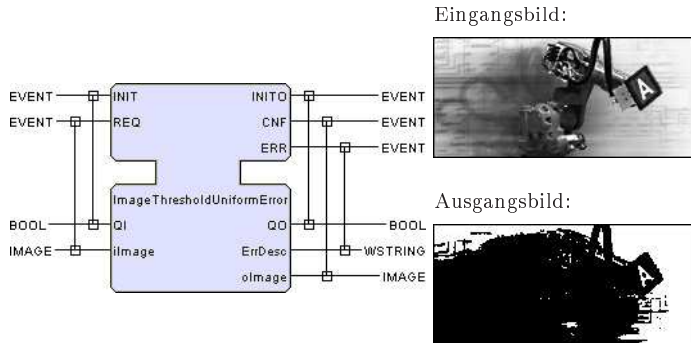 Eingangsbild:
EVENT INIT INITO EVENT
EVENT REQ CNF EVENT
ERR EVENT
ImageThresholdUniformError
BOOL QI QO BOOL
IMAGE iImage ErrDesc WSTRING
oImage IMAGE
A
Ausgangsbild:
A